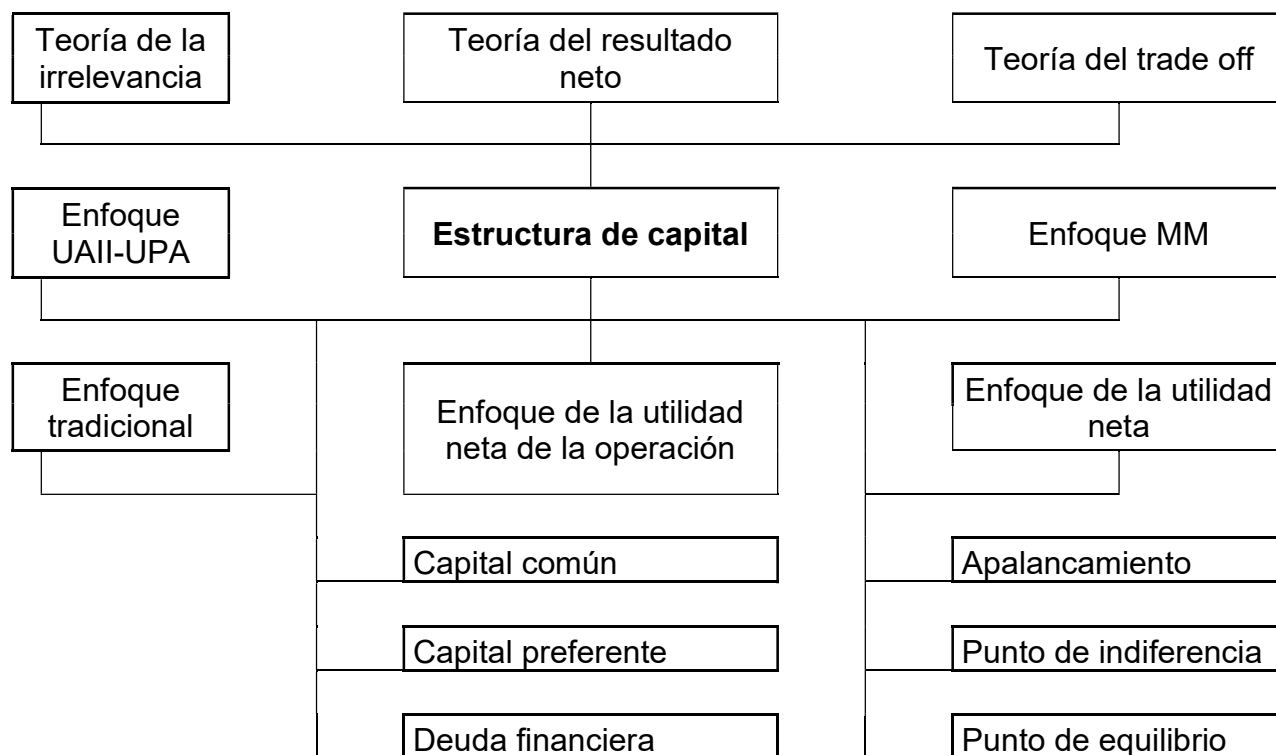 Teoría de la
irrelevancia
Teoría del resultado
neto
Teoría del trade off
Enfoque
UAII-UPA
Estructura de capital
Enfoque MM
Enfoque
tradicional
Enfoque de la utilidad
neta de la operación
Enfoque de la utilidad
neta
Capital común
Apalancamiento
Capital preferente
Punto de indiferencia
Deuda financiera
Punto de equilibrio